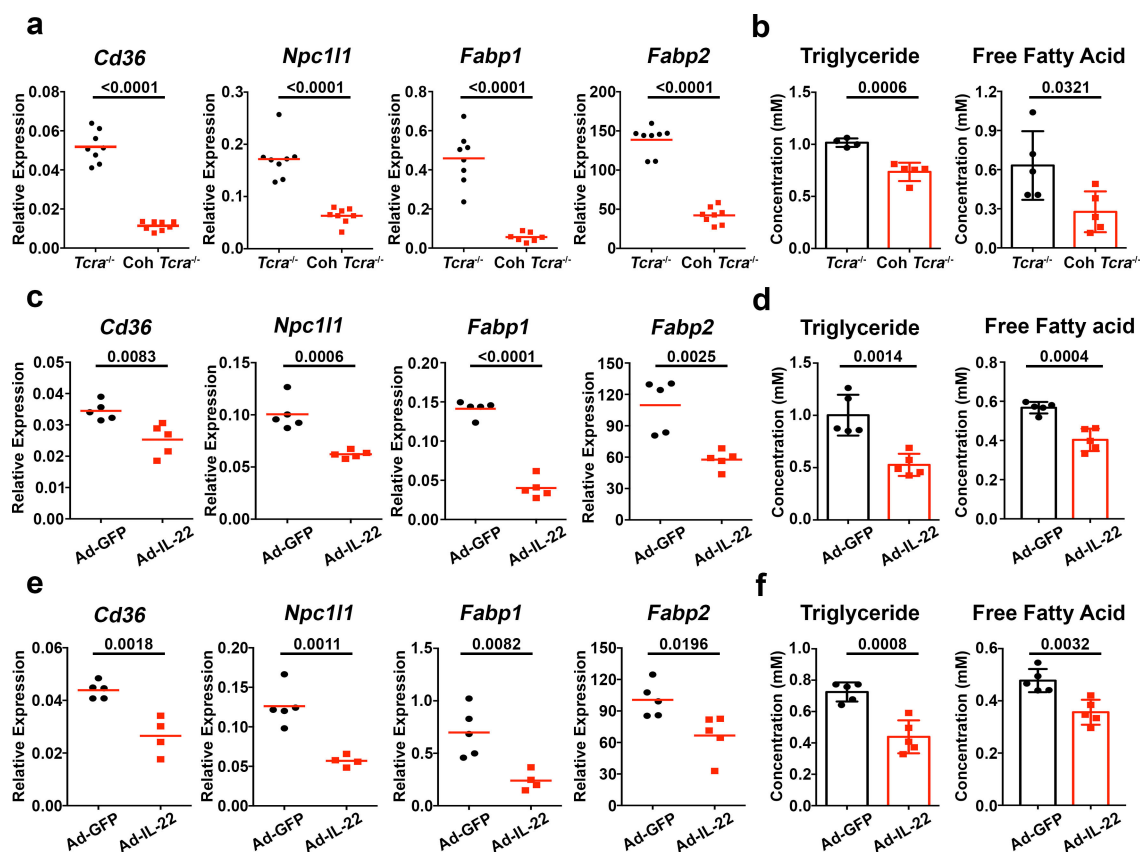 a
b
Cd36
Npc1l1
Fabp1
Fabp2
Triglyceride
Free Fatty Acid
<0.0001
<0.0001
<0.0001
<0.0001
0.0006
0.0321
Relative Expression
0.08
0.06
0.04
0.02
0.00
Relative Expression
0.3
0.2
0.1
0.0
Relative Expression
0.8
0.6
0.4
0.2
0.0
Relative Expression
200
150
100
50
0
Concentration (mM)
1.5
1.0
0.5
0.0
Concentration (mM)
1.2
0.9
0.6
0.3
0.0
Tcra-/- Coh Tcra-/-
Tcra-/- Coh Tcra-/-
Tcra-/- Coh Tcra-/-
Tcra-/- Coh Tcra-/-
Tcra-/- Coh Tcra-/-
Tcra-/- Coh Tcra-/-
c
d
Cd36
Npc1l1
Fabp1
Fabp2
Triglyceride
Free Fatty acid
0.0083
0.0006
<0.0001
0.0025
0.0014
0.0004
Relative Expression
0.05
0.04
0.03
0.02
0.01
0.00
Relative Expression
0.15
0.10
0.05
0.00
Relative Expression
0.20
0.15
0.10
0.05
0.00
Relative Expression
150
120
90
60
30
0
Concentration (mM)
1.5
1.0
0.5
0.0
Concentration (mM)
0.8
0.6
0.4
0.2
0.0
Ad-GFP Ad-IL-22
Ad-GFP Ad-IL-22
Ad-GFP Ad-IL-22
Ad-GFP Ad-IL-22
Ad-GFP Ad-IL-22
Ad-GFP Ad-IL-22
e
f
Cd36
Npc1l1
Fabp1
Fabp2
Triglyceride
Free Fatty Acid
0.0018
0.0011
0.0082
0.0196
0.0008
0.0032
Relative Expression
0.06
0.04
0.02
0.00
Relative Expression
0.20
0.15
0.10
0.05
0.00
Relative Expression
1.5
1.0
0.5
0.0
Relative Expression
150
120
90
60
30
0
Concentration (mM)
1.0
0.8
0.6
0.4
0.2
0.0
Concentration (mM)
0.6
0.4
0.2
0.0
Ad-GFP Ad-IL-22
Ad-GFP Ad-IL-22
Ad-GFP Ad-IL-22
Ad-GFP Ad-IL-22
Ad-GFP Ad-IL-22
Ad-GFP Ad-IL-22